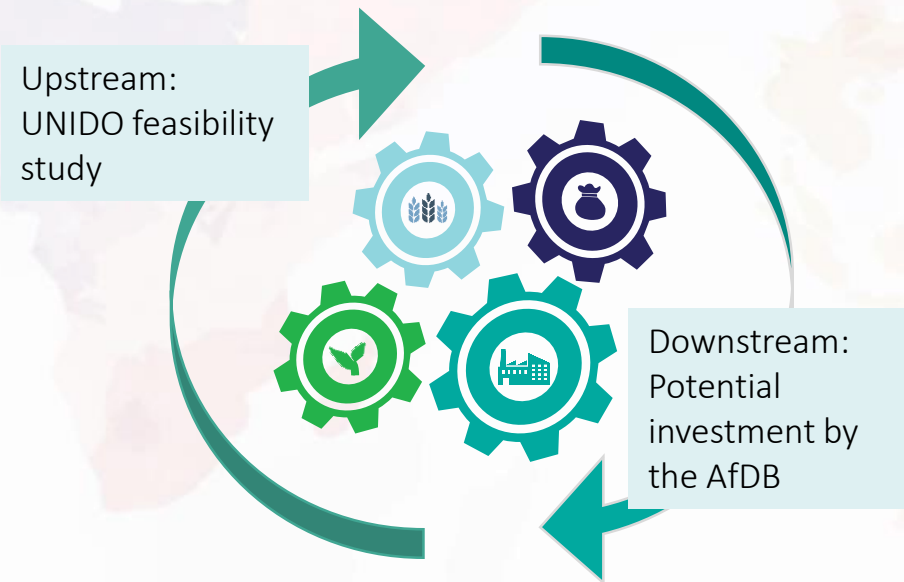 Upstream:
UNIDO feasibility
study
Downstream:
Potential
investment by
the AfDB